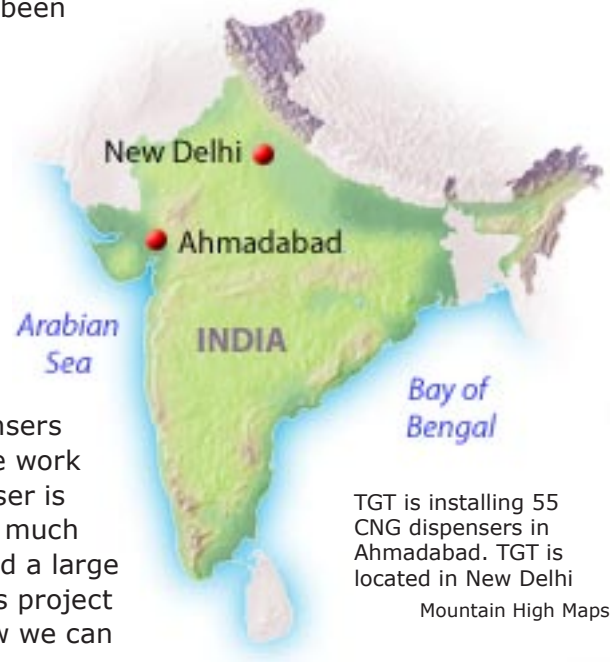 been
New Delhi
Ahmadabad
Arabian
Sea
INDIA
Bay of
Bengal
nsers
e work
ser is
much
d a large
s project
w we can
TGT is installing 55
CNG dispensers in
Ahmadabad. TGT is
located in New Delhi
Mountain High Maps